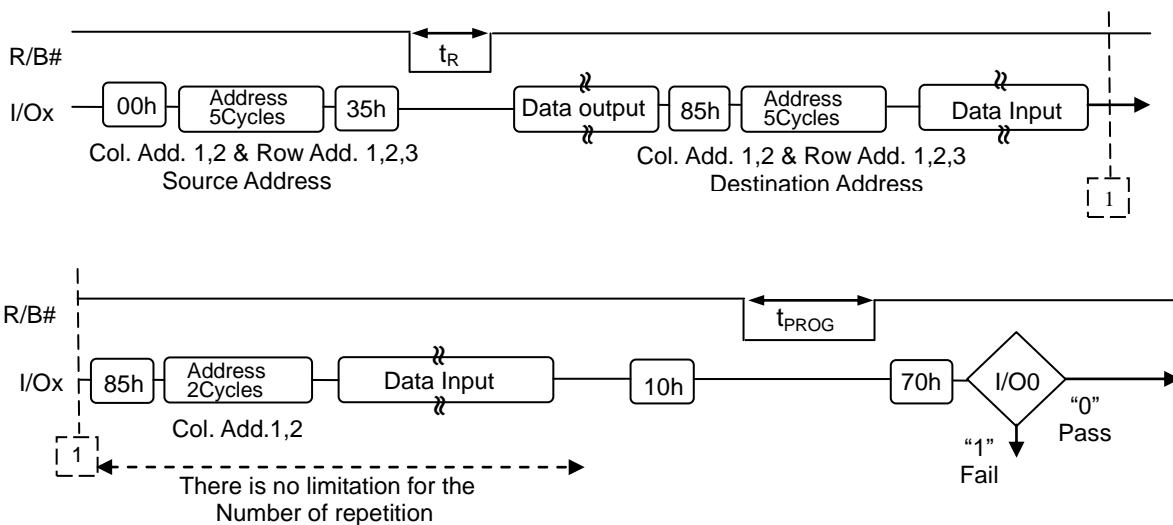 R/B#
tR
I/Ox
00h
Address
5Cycles
35h
Data output
85h
Address
5Cycles
Data Input
Col. Add. 1,2 & Row Add. 1,2,3
Source Address
Col. Add. 1,2 & Row Add. 1,2,3
Destination Address
1
R/B#
tPROG
I/Ox
85h
Address
2Cycles
Data Input
10h
70h
I/O0
“0”
Pass
“1”
Fail
Col. Add.1,2
1
There is no limitation for the
Number of repetition